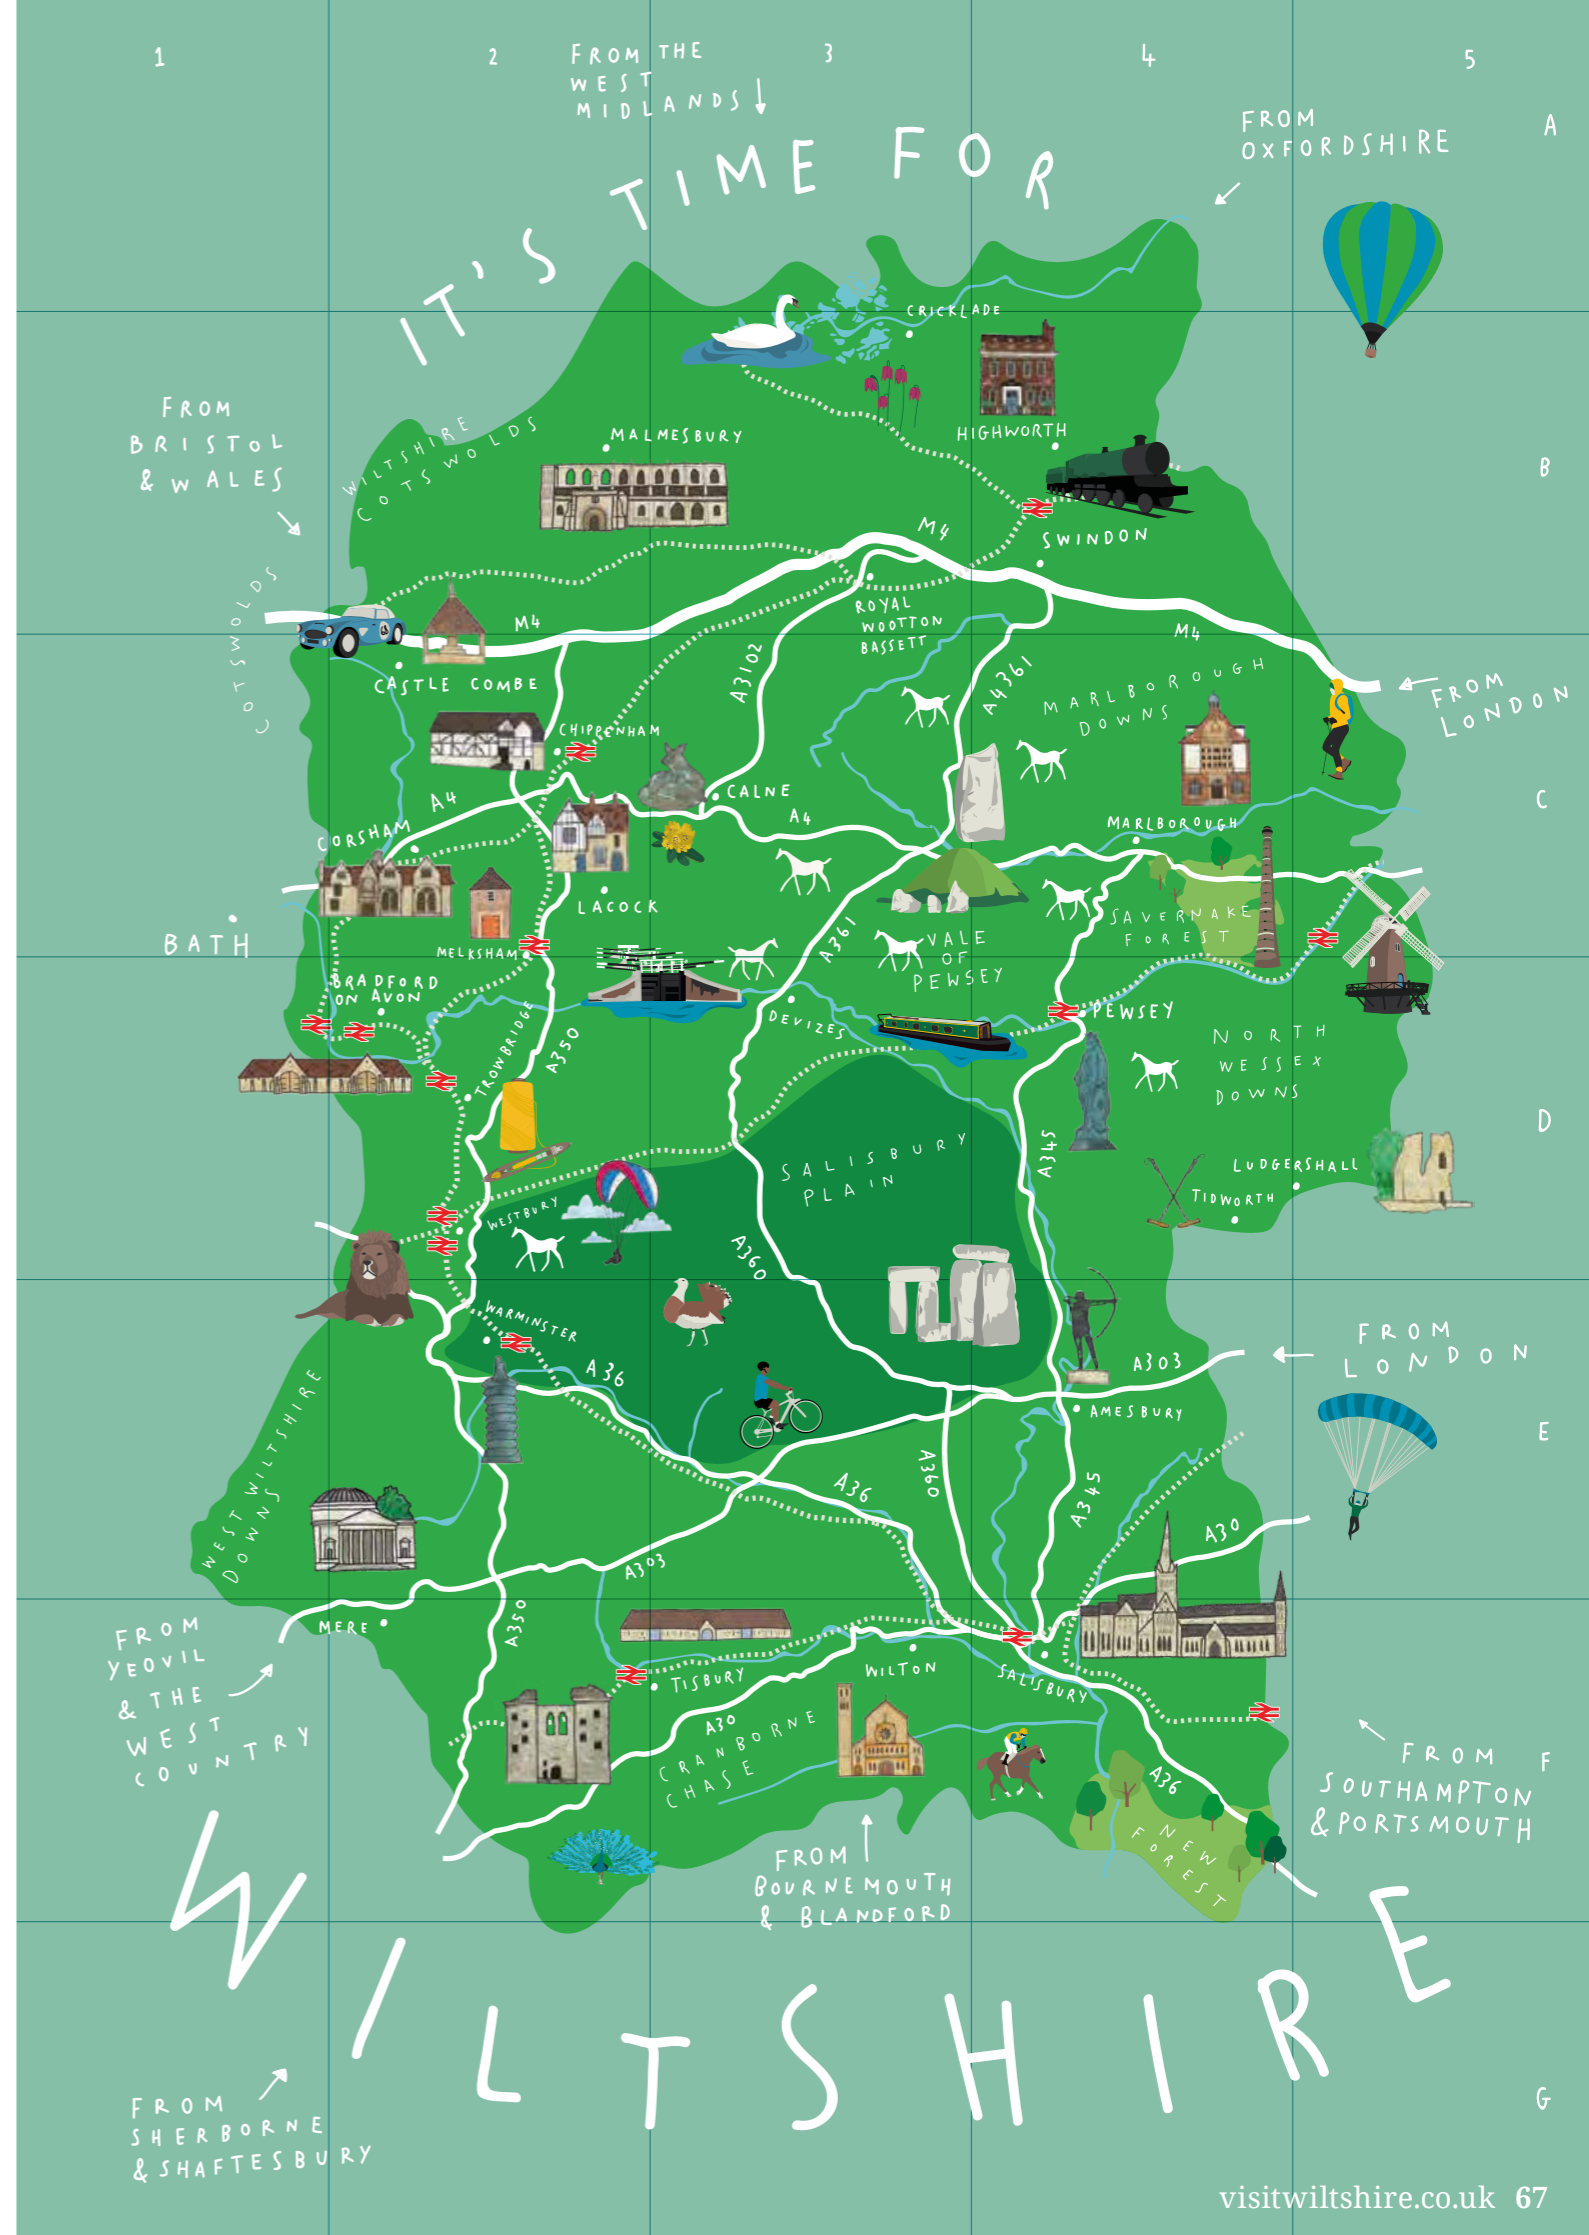 1
2
3
4
5
FROM THE
WEST
MIDLANDS
A
FROM
OXFORDSHIRE
IT'S TIME FOR
CRICKLADE
FROM
BRISTOL
& WALES
WILTSHIRE
COTSWOLDS
MALMESBURY
HIGHWORTH
B
M4
SWINDON
COTSWOLDS
ROYAL
WOOTTON
BASSETT
M4
M4
CASTLE COMBE
A3102
A4361
MARLBOROUGH
DOWNS
FROM
LONDON
CHIPPENHAM
CALNE
A4
A4
C
CORSHAM
MARLBOROUGH
LACOCK
SAVERNAKE
FOREST
BATH
MELKSHAM
A361
VALE
OF
PEWSEY
BRADFORD
ON AVON
DEVIZES
PEWSEY
TROWBRIDGE
A350
NORTH
WESSEX
DOWNS
D
SALISBURY
PLAIN
A345
LUDGERSHALL
TIDWORTH
WESTBURY
A360
WARMINSTER
A36
FROM
LONDON
A303
AMESBURY
E
WEST WILTSHIRE
DOWNS
A36
A360
A345
A30
A303
MERE
A350
FROM
YEOVIL
& THE
WEST
COUNTRY
TISBURY
WILTON
SALISBURY
A30
CRANBORNE
CHASE
A36
F
FROM
SOUTHAMPTON
& PORTSMOUTH
NEW
FOREST
FROM
BOURNEMOUTH
& BLANDFORD
WILTSHIRE
FROM
SHERBORNE
& SHAFTESBURY
G
visitwiltshire.co.uk 67